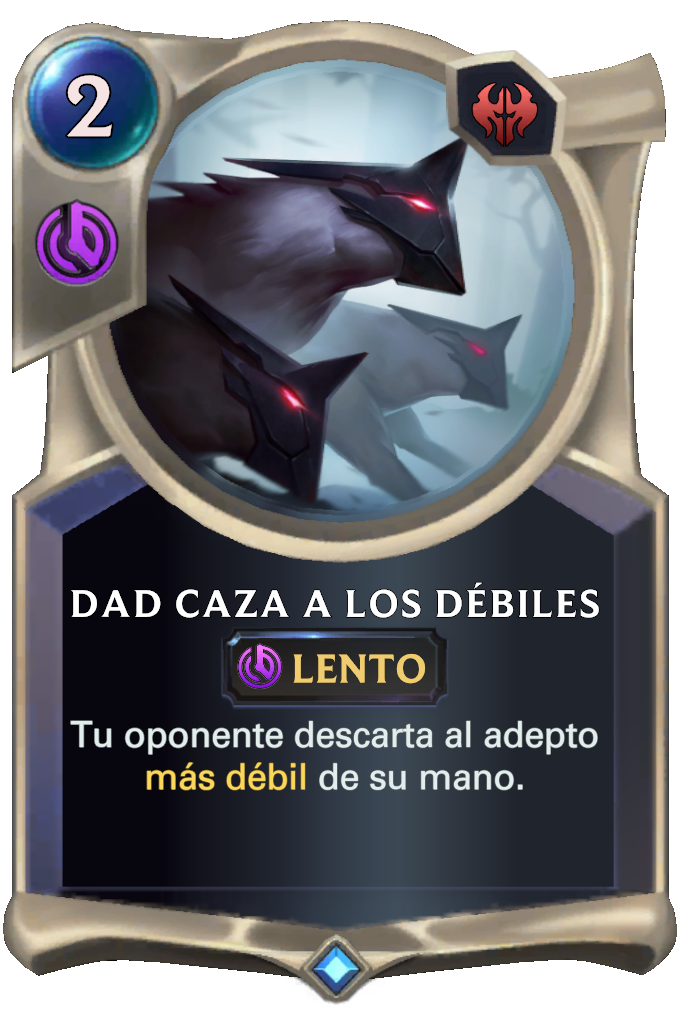 2
DAD CAZA A LOS DÉBILES
LENTO
Tu oponente descarta al adepto
más débil de su mano.